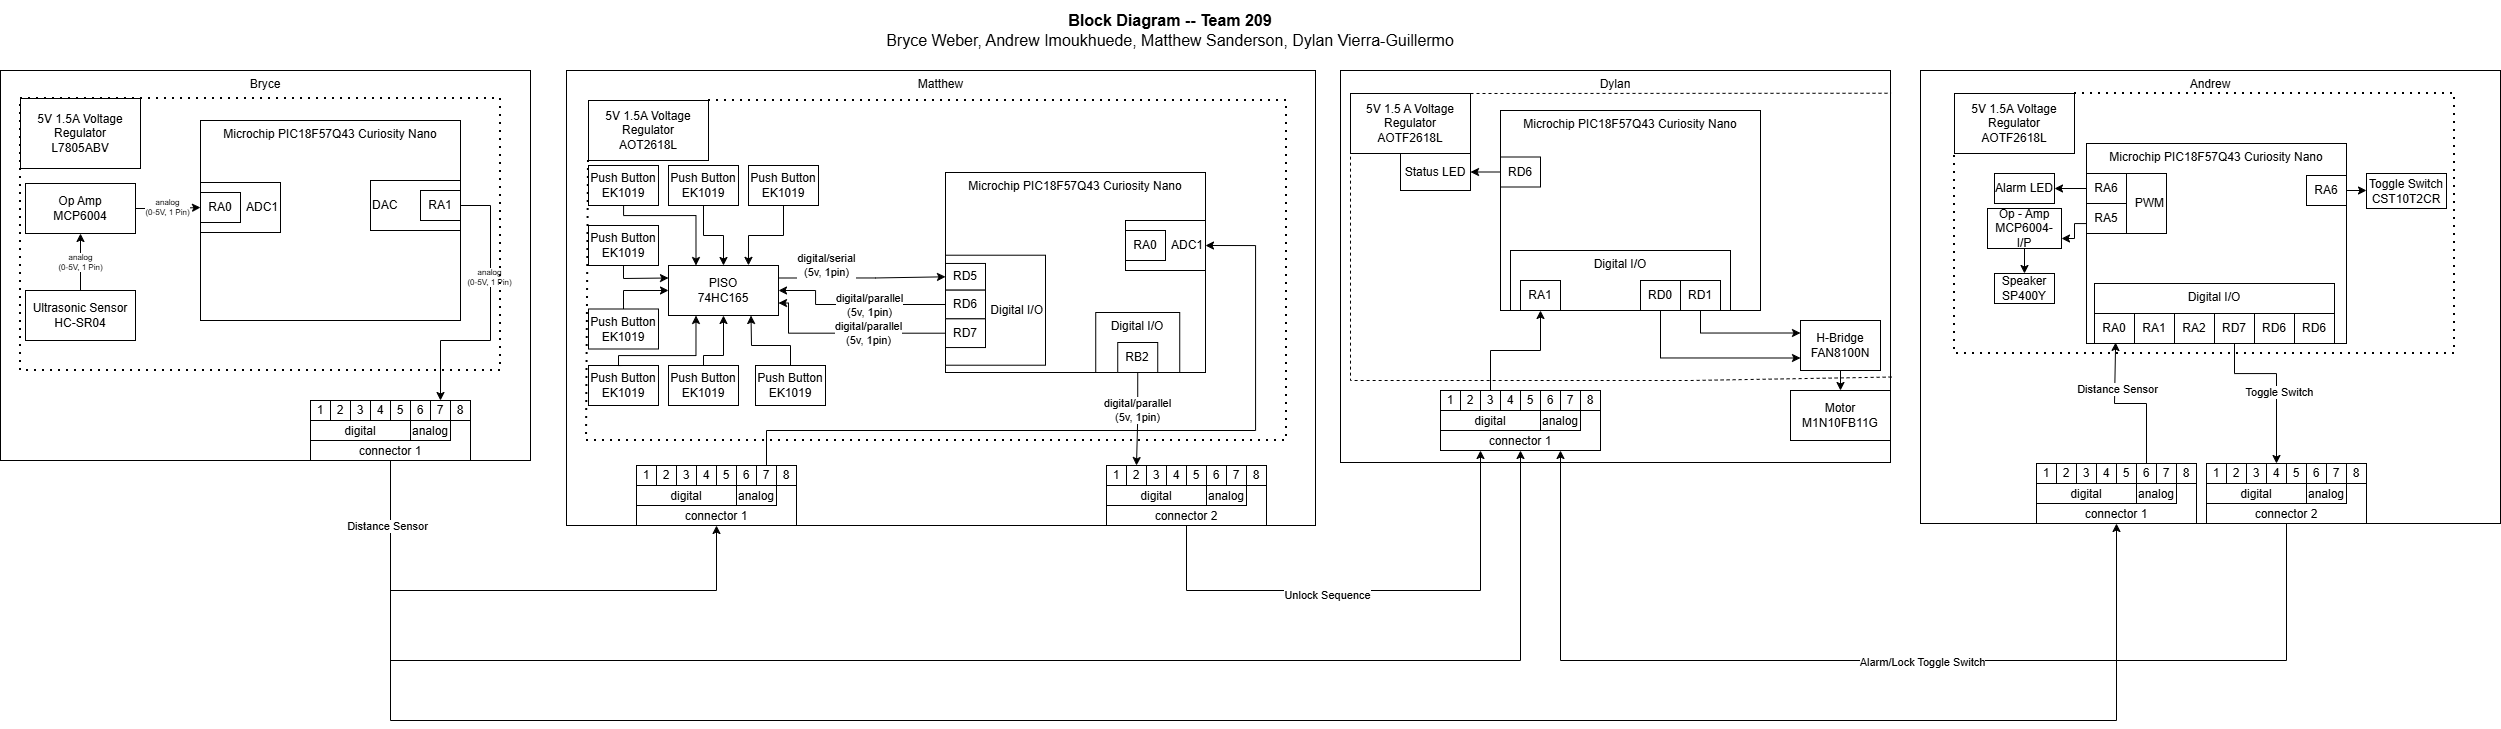 Block Diagram -- Team 209
Bryce Weber, Andrew Imoukhuede, Matthew Sanderson, Dylan Vierra-Guillermo
Bryce
5V 1.5A Voltage
Regulator
L7805ABV
Microchip PIC18F57Q43 Curiosity Nano
Op Amp
MCP6004
analog
(0-5V, 1 Pin)
RA0
ADC1
DAC
RA1
analog
(0-5V, 1 Pin)
analog
(0-5V, 1 Pin)
Ultrasonic Sensor
HC-SR04
1 2 3 4 5 6 7 8
digital analog
connector 1
Distance Sensor
Matthew
5V 1.5A Voltage
Regulator
AOT2618L
Push Button
EK1019
Push Button
EK1019
Push Button
EK1019
Push Button
EK1019
PISO
74HC165
Push Button
EK1019
Push Button
EK1019
Push Button
EK1019
Push Button
EK1019
digital/serial
(5v, 1pin)
digital/parallel
(5v, 1pin)
digital/parallel
(5v, 1pin)
Microchip PIC18F57Q43 Curiosity Nano
RA0
ADC1
RD5
RD6
RD7
Digital I/O
Digital I/O
RB2
digital/parallel
(5v, 1pin)
1 2 3 4 5 6 7 8
digital analog
connector 1
1 2 3 4 5 6 7 8
digital analog
connector 2
Unlock Sequence
Dylan
5V 1.5 A Voltage
Regulator
AOTF2618L
Status LED
Microchip PIC18F57Q43 Curiosity Nano
RD6
Digital I/O
RA1
RD0
RD1
H-Bridge
FAN8100N
Motor
M1N10FB11G
1 2 3 4 5 6 7 8
digital analog
connector 1
Alarm/Lock Toggle Switch
Andrew
5V 1.5A Voltage
Regulator
AOTF2618L
Microchip PIC18F57Q43 Curiosity Nano
Alarm LED
RA6
RA5
PWM
RA6
Toggle Switch
CST10T2CR
Op - Amp
MCP6004-
I/P
Speaker
SP400Y
Digital I/O
RA0 RA1 RA2 RD7 RD6 RD6
Distance Sensor
Toggle Switch
1 2 3 4 5 6 7 8
digital analog
connector 1
1 2 3 4 5 6 7 8
digital analog
connector 2